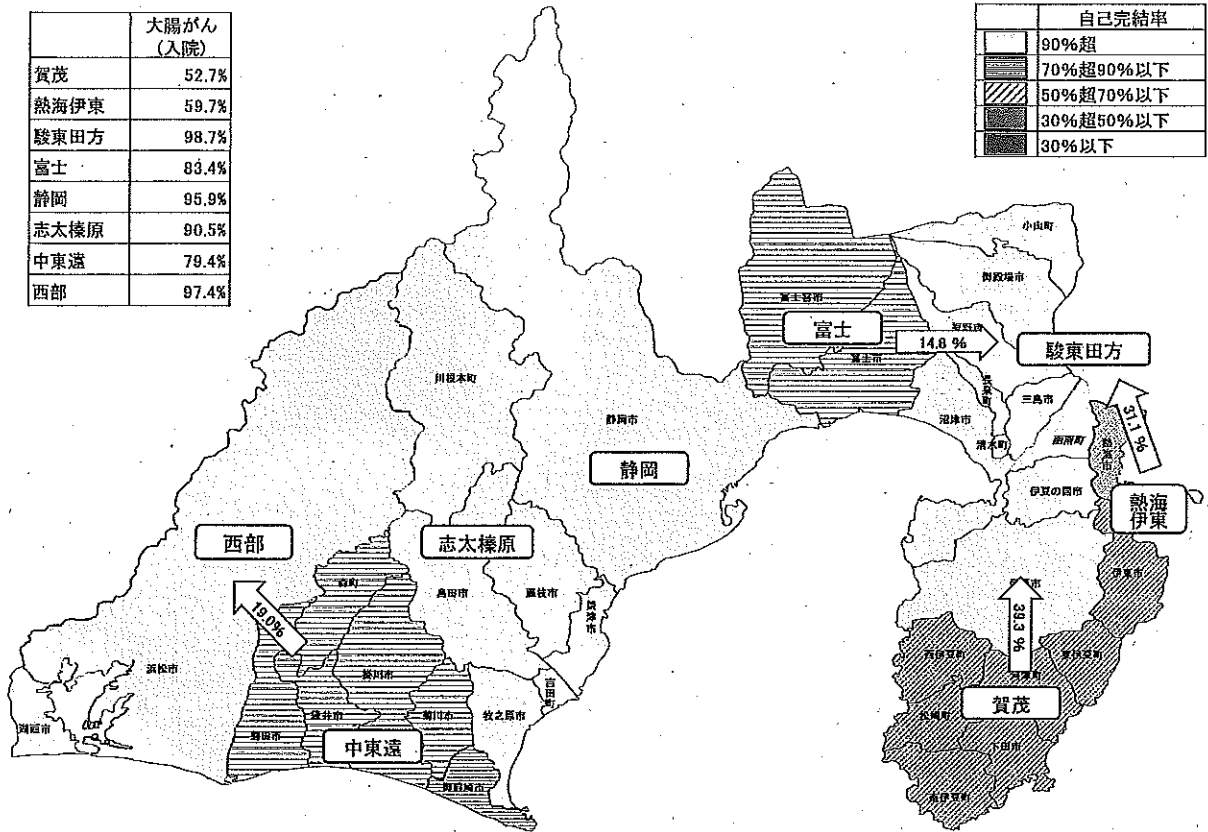 大腸がん
(入院)
賀茂 52.7%
熱海伊東 59.7%
駿東田方 98.7%
富士 83.4%
静岡 95.9%
志太榛原 90.5%
中東遠 79.4%
西部 97.4%
自己完結率
90%超
70%超90%以下
50%超70%以下
30%超50%以下
30%以下
小山町
御殿場市
富士宮市
富士
14.8 %
裾野市
駿東田方
富士市
長泉町
三島市
川根本町
静岡市
沼津市
清水町
函南町
31.1 %
熱海市
静岡
伊豆の国市
熱海
伊東
西部
志太榛原
伊東市
森町
島田市
藤枝市
焼津市
19.0%
39.3 %
西伊豆町
東伊豆町
河津町
浜松市
掛川市
吉田町
賀茂
湖西市
磐田市
袋井市
菊川市
牧之原市
松崎町
下田市
中東遠
御前崎市
南伊豆町